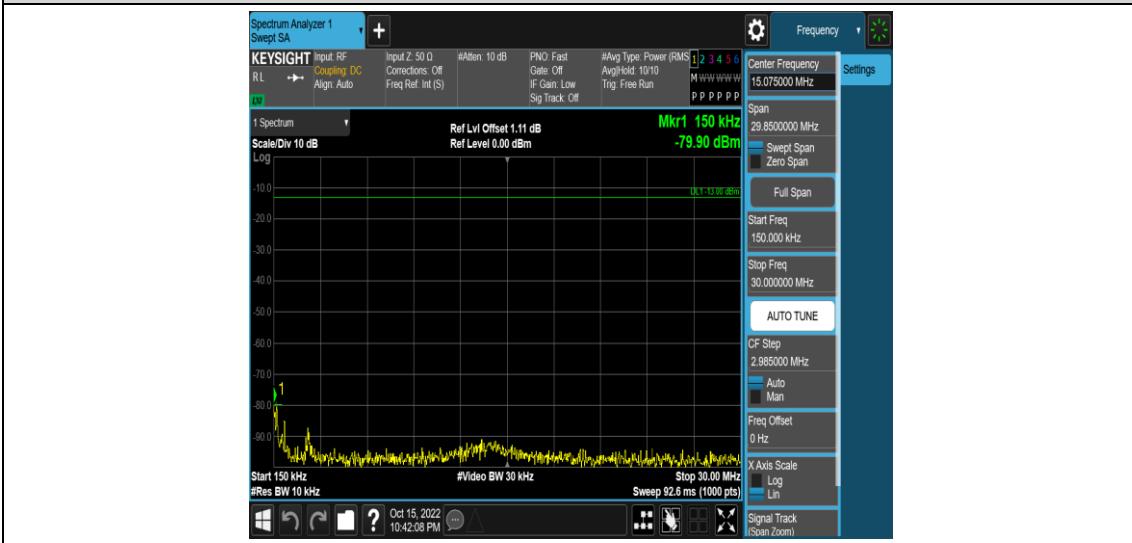 Spectrum Analyzer 1
Swept SA
Frequency
KEYSIGHT
RL
LXI
Input: RF
Coupling: DC
Align: Auto
Input Z: 50 Ω
Corrections: Off
Freq Ref: Int (S)
#Atten: 10 dB
PNO: Fast
Gate: Off
IF Gain: Low
Sig Track: Off
#Avg Type: Power (RMS
Avg|Hold: 10/10
Trig: Free Run
1 2 3 4 5 6
M W W W W W
P P P P P P
1 Spectrum
Scale/Div 10 dB
Log
Ref Lvl Offset 1.11 dB
Ref Level 0.00 dBm
Mkr1 150 kHz
-79.90 dBm
-10.0
DL1 -13.00 dBm
-20.0
-30.0
-40.0
-50.0
-60.0
-70.0
1
-80.0
-90.0
Start 150 kHz
#Res BW 10 kHz
#Video BW 30 kHz
Stop 30.00 MHz
Sweep 92.6 ms (1000 pts)
?
Oct 15, 2022
10:42:08 PM
Center Frequency
15.075000 MHz
Settings
Span
29.8500000 MHz
Swept Span
Zero Span
Full Span
Start Freq
150.000 kHz
Stop Freq
30.000000 MHz
AUTO TUNE
CF Step
2.985000 MHz
Auto
Man
Freq Offset
0 Hz
X Axis Scale
Log
Lin
Signal Track
(Span Zoom)